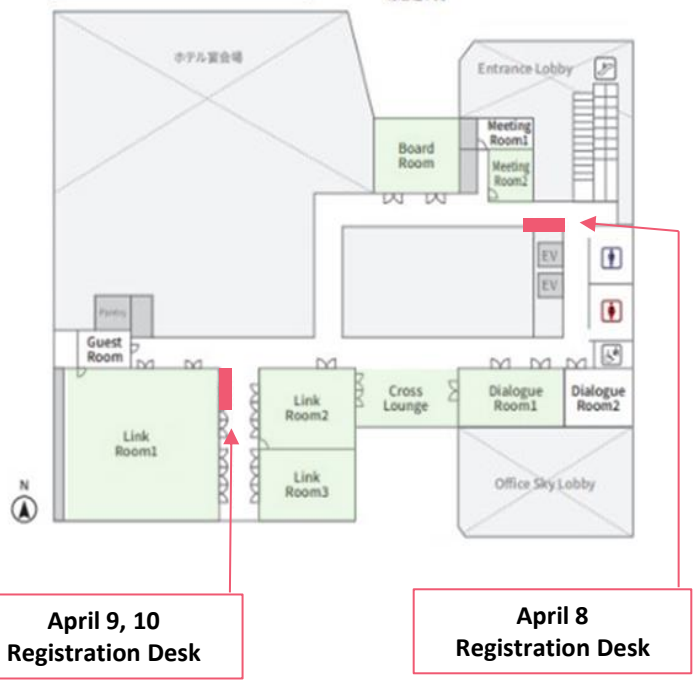 ホテル宴会場
Entrance Lobby
Meeting
Room1
Board
Room
Meeting
Room2
EV
EV
Pantry
Guest
Room
Link
Room1
Link
Room2
Cross
Lounge
Dialogue
Room1
Dialogue
Room2
Link
Room3
Office Sky Lobby
N
April 9, 10
Registration Desk
April 8
Registration Desk